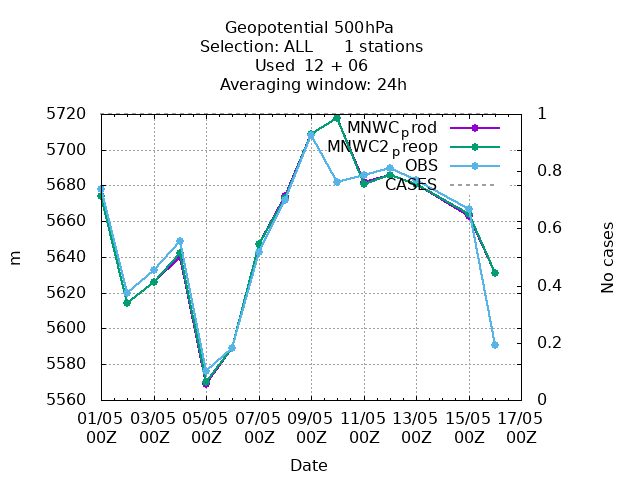 Geopotential 500hPa
Selection: ALL      1 stations
Used  12 + 06
Averaging window: 24h
MNWCprod
MNWC2preop
OBS
CASES
5720
5700
5680
5660
5640
5620
5600
5580
5560
1
0.8
0.6
0.4
0.2
0
m
No cases
01/05 03/05 05/05 07/05 09/05 11/05 13/05 15/05 17/05
00Z 00Z 00Z 00Z 00Z 00Z 00Z 00Z 00Z
Date